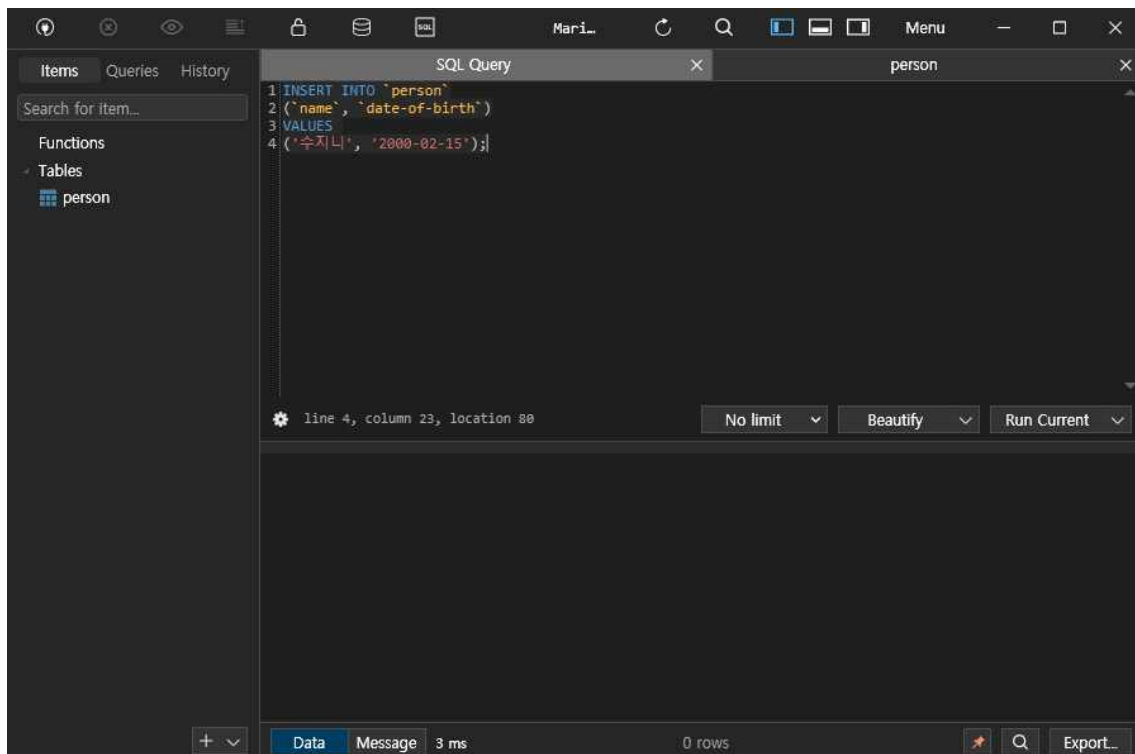 SQL
Mari…
Menu
Items Queries History
SQL Query
person
Search for item...
1 INSERT INTO `person`
2 (`name`, `date-of-birth`)
3 VALUES
4 ('수지니', '2000-02-15');
Functions
Tables
person
line 4, column 23, location 80
No limit
Beautify
Run Current
Data
Message
3 ms
0 rows
Export…